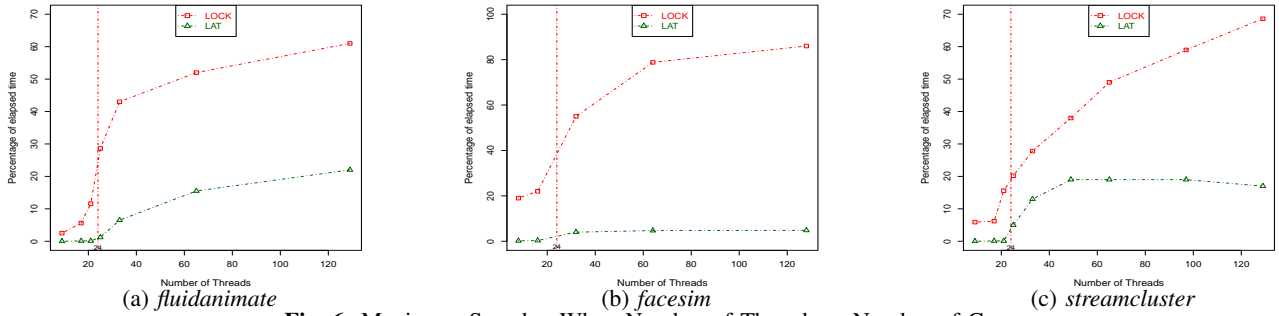 LOCK
LAT
Percentage of elapsed time
0 10 20 30 40 50 60 70
24
20 40 60 80 100 120
Number of Threads
(a) fluidanimate
LOCK
LAT
Percentage of elapsed time
0 20 40 60 80 100
24
20 40 60 80 100 120
Number of Threads
(b) facesim
LOCK
LAT
Percentage of elapsed time
0 10 20 30 40 50 60 70
24
20 40 60 80 100 120
Number of Threads
(c) streamcluster